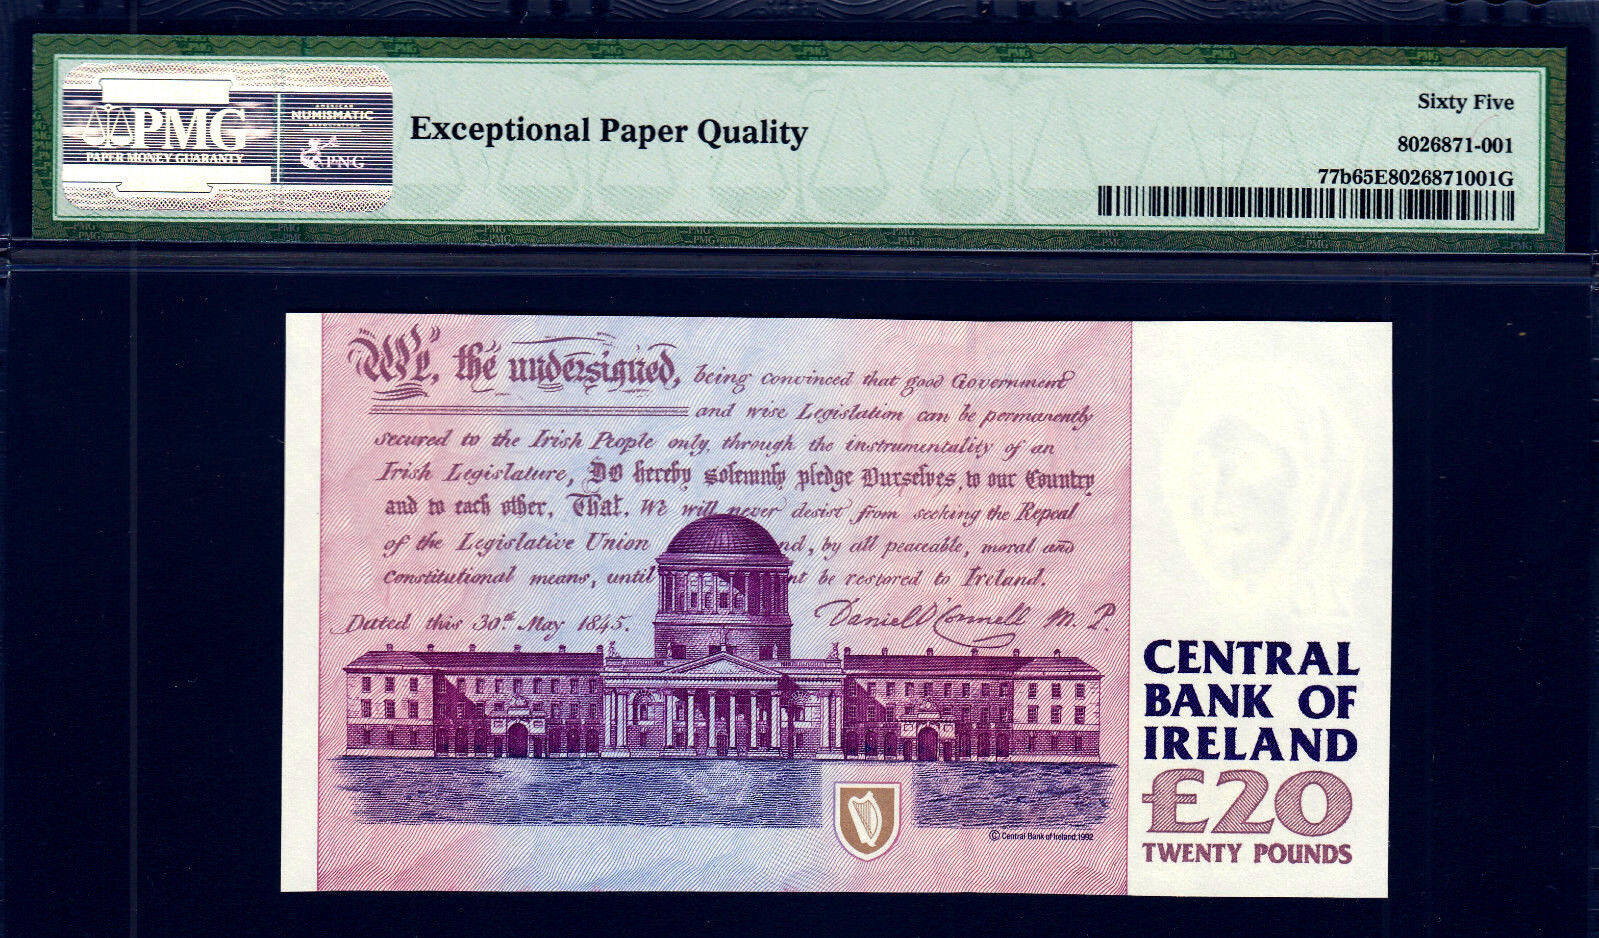 PMG
PAPER MONEY GUARANTY
AMERICAN
NUMISMATIC
ASSOCIATION
PNG
Exceptional Paper Quality
Sixty Five
8026871-001
77b65E8026871001G
We, the undersigned, being convinced that good Government
and wise Legislation can be permanently
secured to the Irish People only, through the instrumentality of an
Irish Legislature, Do hereby solemnly pledge Ourselves, to our Country
and to each other, That, We will never desist from seeking the Repeal
of the Legislative Union nd, by all peaceable, moral and
Constitutional means, until nt be restored to Ireland.
Dated this 30th May 1845. Daniel O'Connell M. P.
CENTRAL
BANK OF
IRELAND
£20
TWENTY POUNDS
© Central Bank of Ireland, 1992